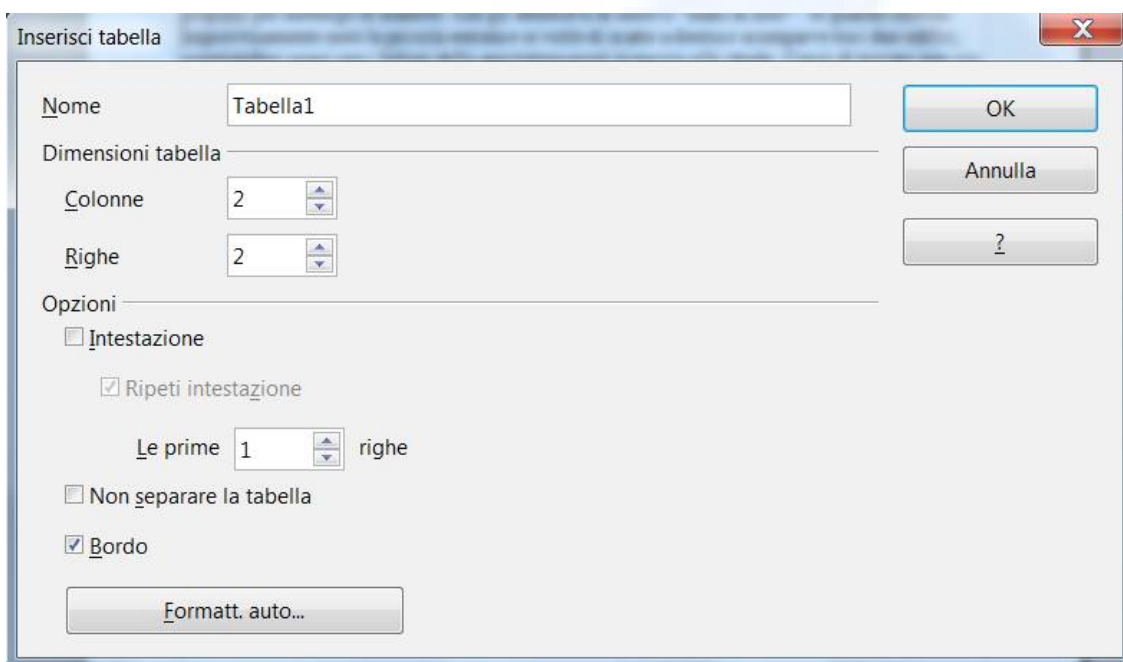 Inserisci tabella
Nome Tabella1
OK
Dimensioni tabella
Annulla
Colonne 2
Righe 2
?
Opzioni
Intestazione
Ripeti intestazione
Le prime 1 righe
Non separare la tabella
Bordo
Formatt. auto...